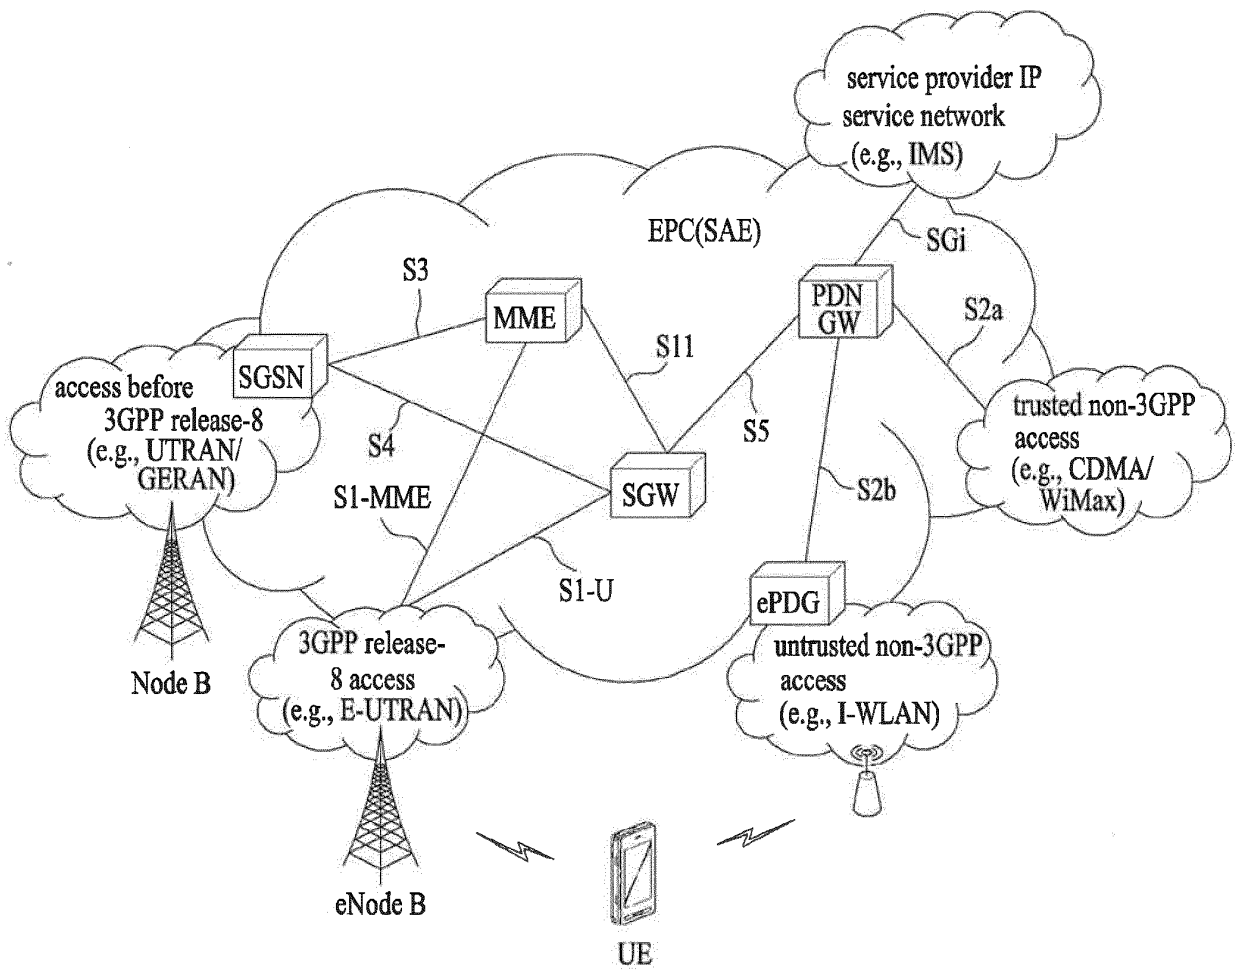 service provider IP
service network
(e.g., IMS)
EPC(SAE)
SGi
S3
MME
PDN
GW
S2a
S11
SGSN
access before
3GPP release-8
(e.g., UTRAN/
GERAN)
S4
S5
trusted non-3GPP
access
(e.g., CDMA/
WiMax)
S1-MME
SGW
S2b
S1-U
ePDG
Node B
3GPP release-
8 access
(e.g., E-UTRAN)
untrusted non-3GPP
access
(e.g., I-WLAN)
eNode B
UE